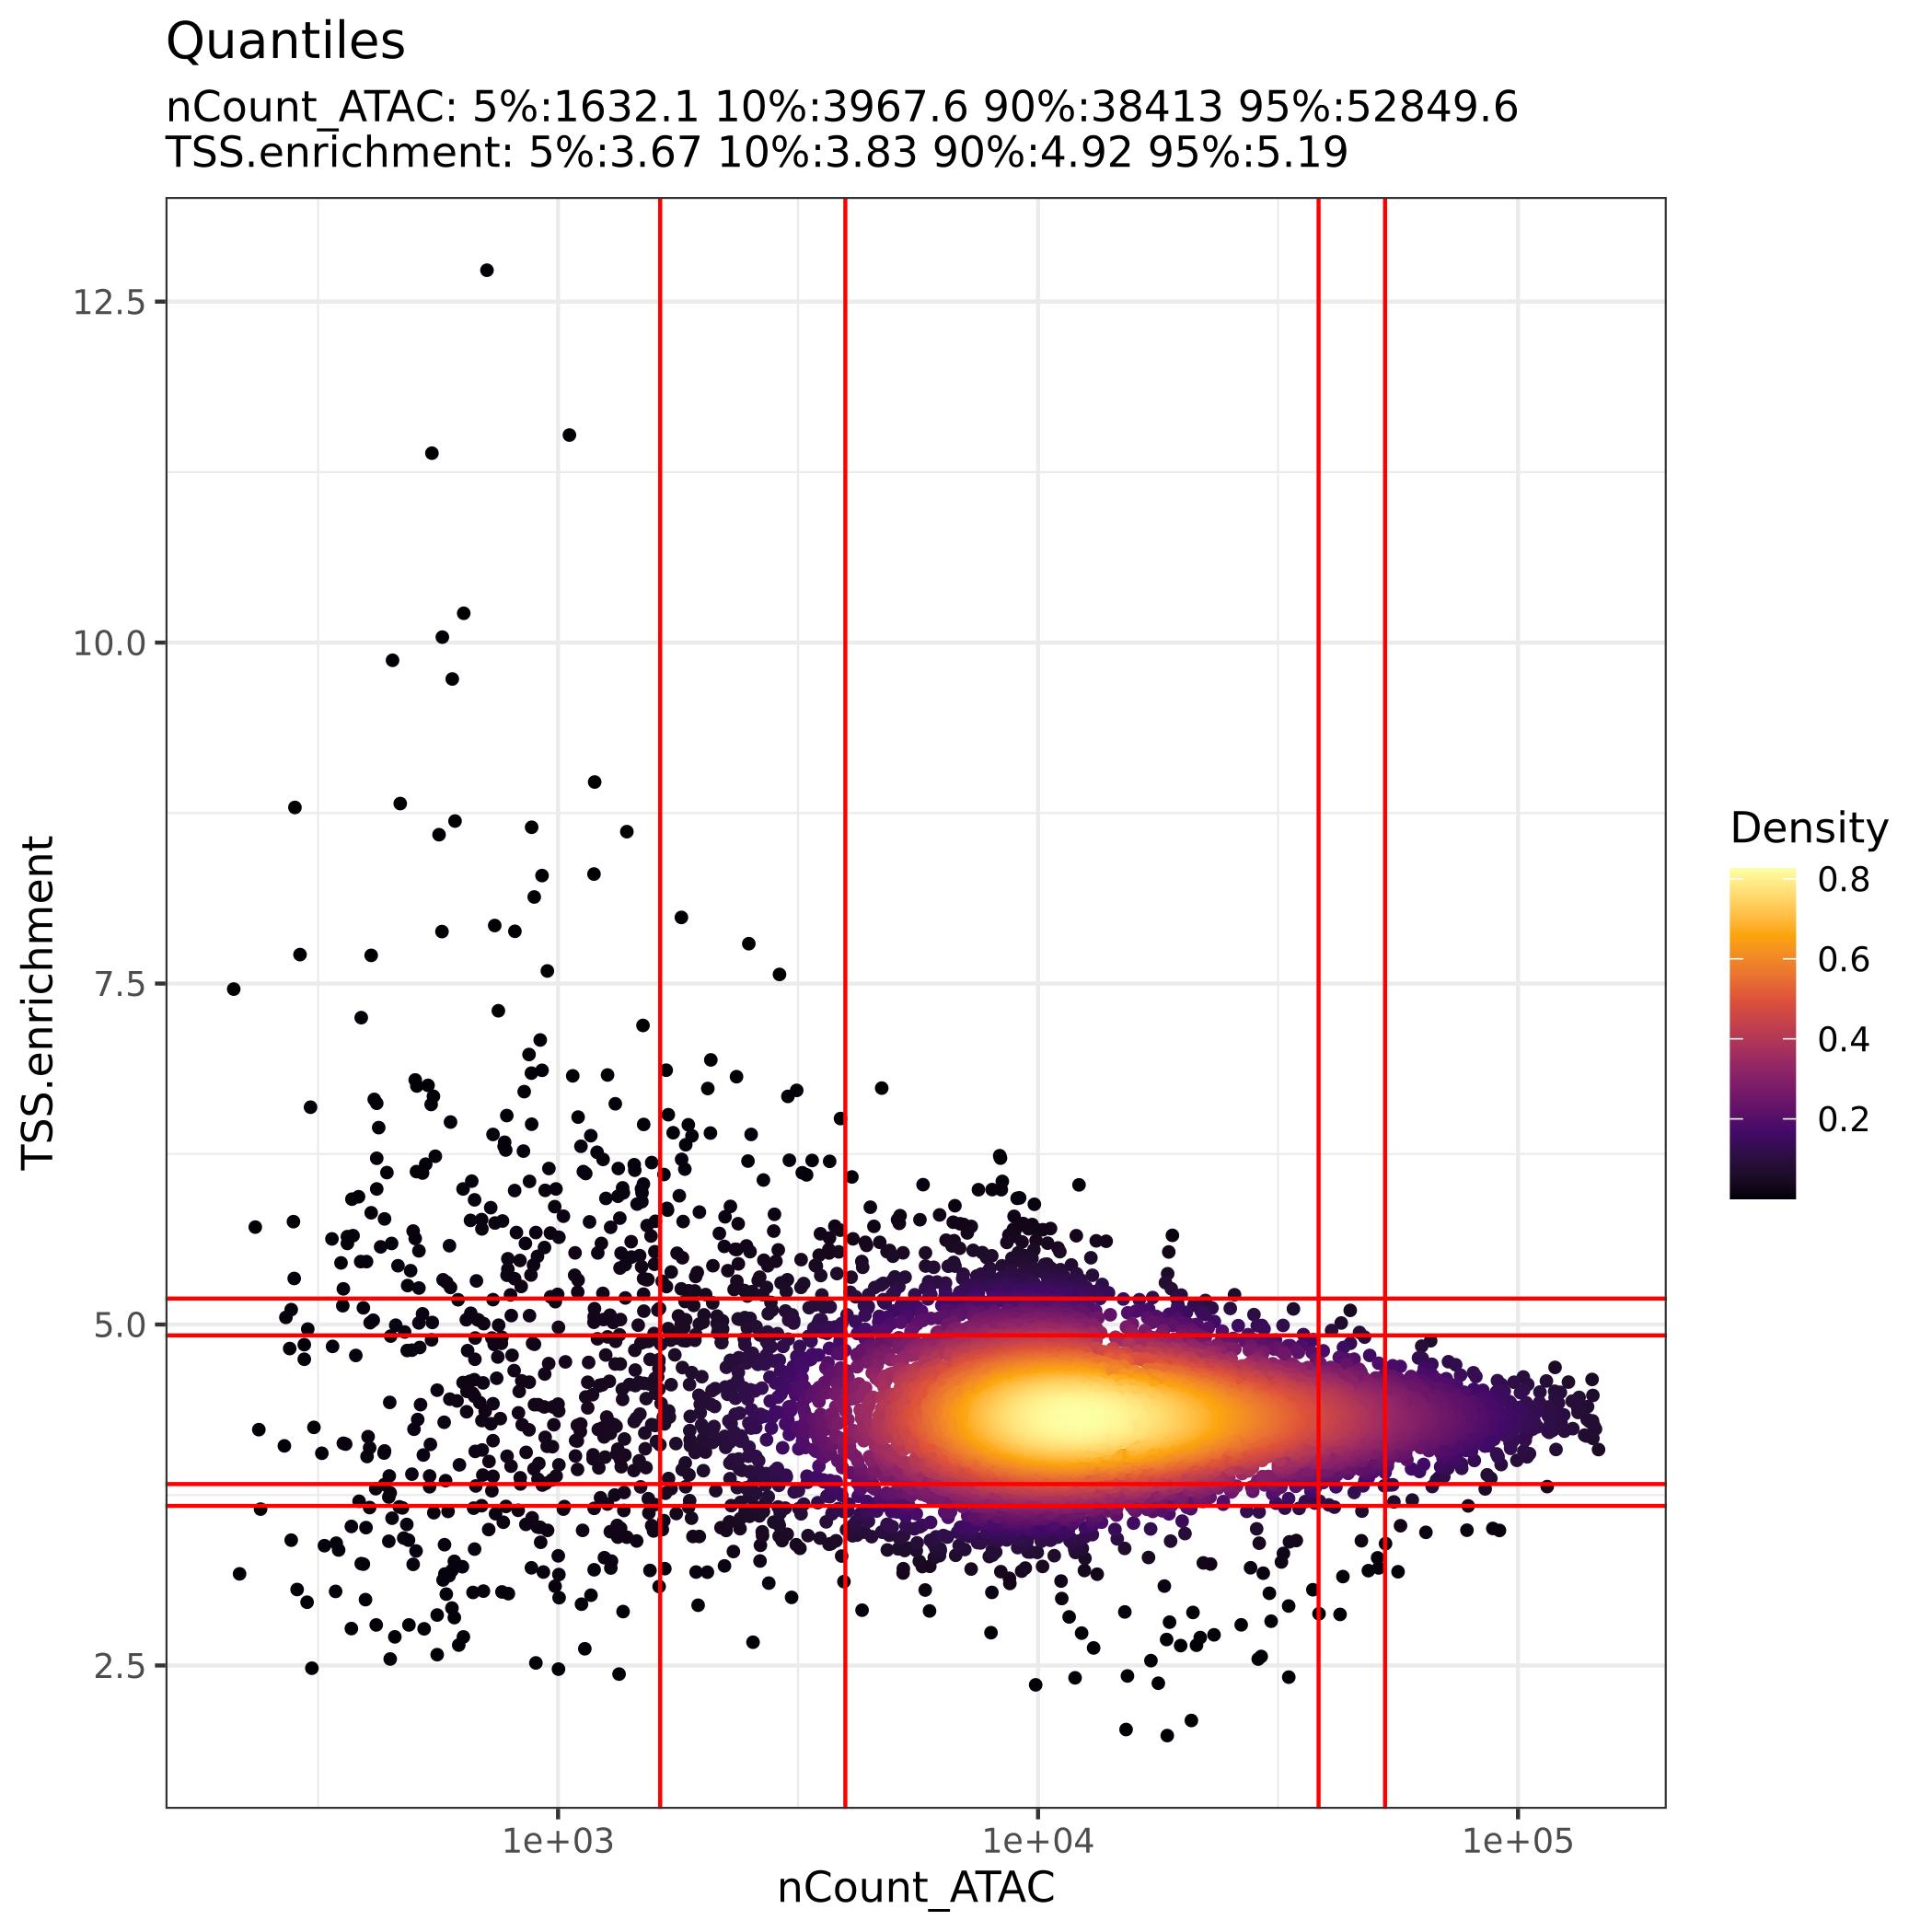 Quantiles
nCount_ATAC: 5%:1632.1 10%:3967.6 90%:38413 95%:52849.6
TSS.enrichment: 5%:3.67 10%:3.83 90%:4.92 95%:5.19
12.5
10.0
7.5
5.0
2.5
TSS.enrichment
1e+03 1e+04 1e+05
nCount_ATAC
Density
0.8
0.6
0.4
0.2